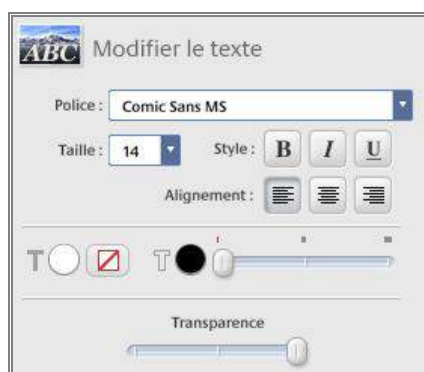 ABC Modifier le texte
Police : Comic Sans MS
Taille : 14 Style : B I U
Alignement :
T T
Transparence